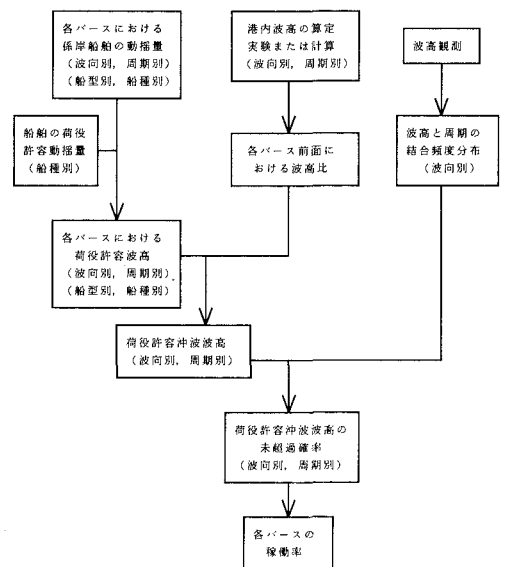 各バースにおける
係岸船舶の動揺量
(波向別，周期別)
(船型別，船種別)
港内波高の算定
実験または計算
(波向別，周期別)
波高観測
船舶の荷役
許容動揺量
(船種別)
各バース前面に
おける波高比
波高と周期の
結合頻度分布
(波向別)
各バースにおける
荷役許容波高
(波向別，周期別)
(船型別，船種別)
荷役許容沖波波高
(波向別，周期別)
荷役許容沖波波高の
未超過確率
(波向別，周期別)
各バースの
稼働率